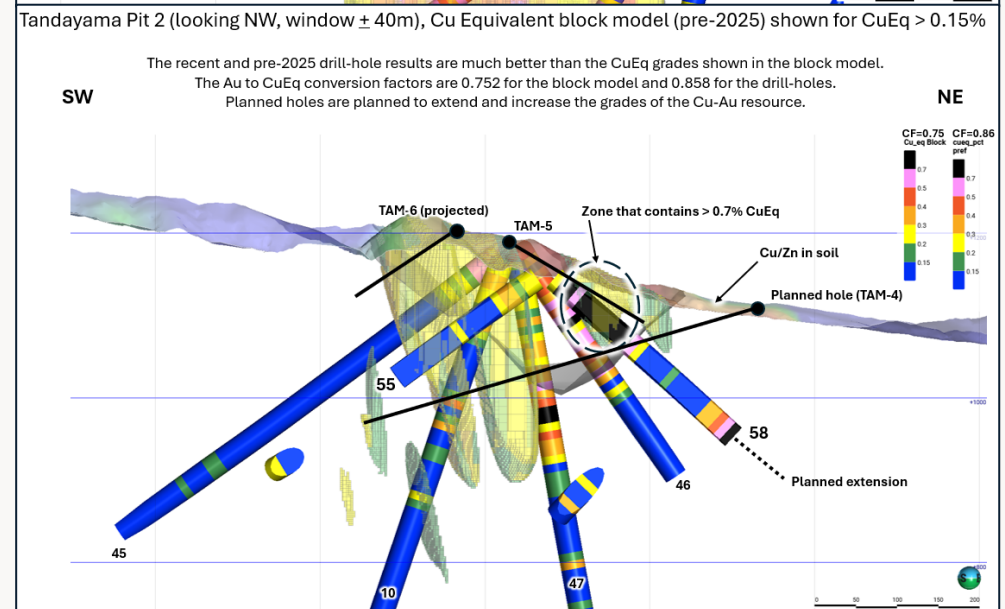 Tandayama Pit 2 (looking NW, window ± 40m), Cu Equivalent block model (pre-2025) shown for CuEq > 0.15%
The recent and pre-2025 drill-hole results are much better than the CuEq grades shown in the block model.
The Au to CuEq conversion factors are 0.752 for the block model and 0.858 for the drill-holes.
Planned holes are planned to extend and increase the grades of the Cu-Au resource.
SW
NE
CF=0.75
Cu_eq Block
0.7
0.5
0.4
0.3
0.2
0.15
CF=0.86
cueq_pct
pref
0.7
0.5
0.4
0.3
0.2
0.15
TAM-6 (projected)
TAM-5
Zone that contains > 0.7% CuEq
Cu/Zn in soil
Planned hole (TAM-4)
55
+1000
58
Planned extension
46
45
10
47
0 50 100 150 200